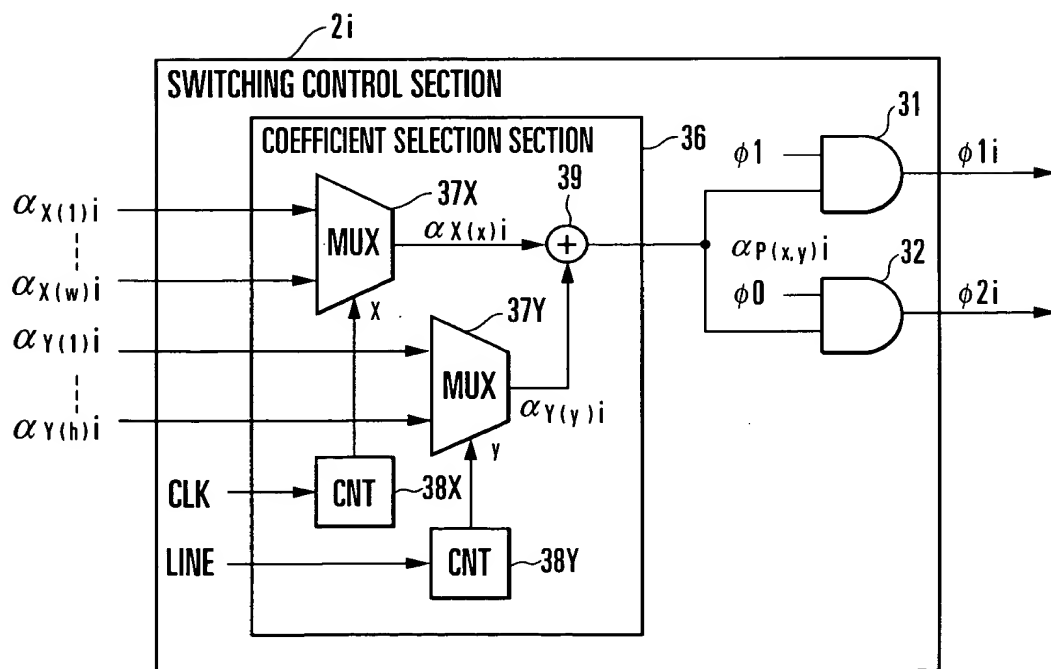 2i
SWITCHING CONTROL SECTION
COEFFICIENT SELECTION SECTION
36
31
ϕ1
ϕ1i
37X
39
αX(1)i
MUX
αX(x)i
+
αP(x,y)i
32
αX(w)i
X
37Y
ϕ0
ϕ2i
αY(1)i
MUX
αY(y)i
αY(h)i
y
CLK
CNT
38X
LINE
CNT
38Y